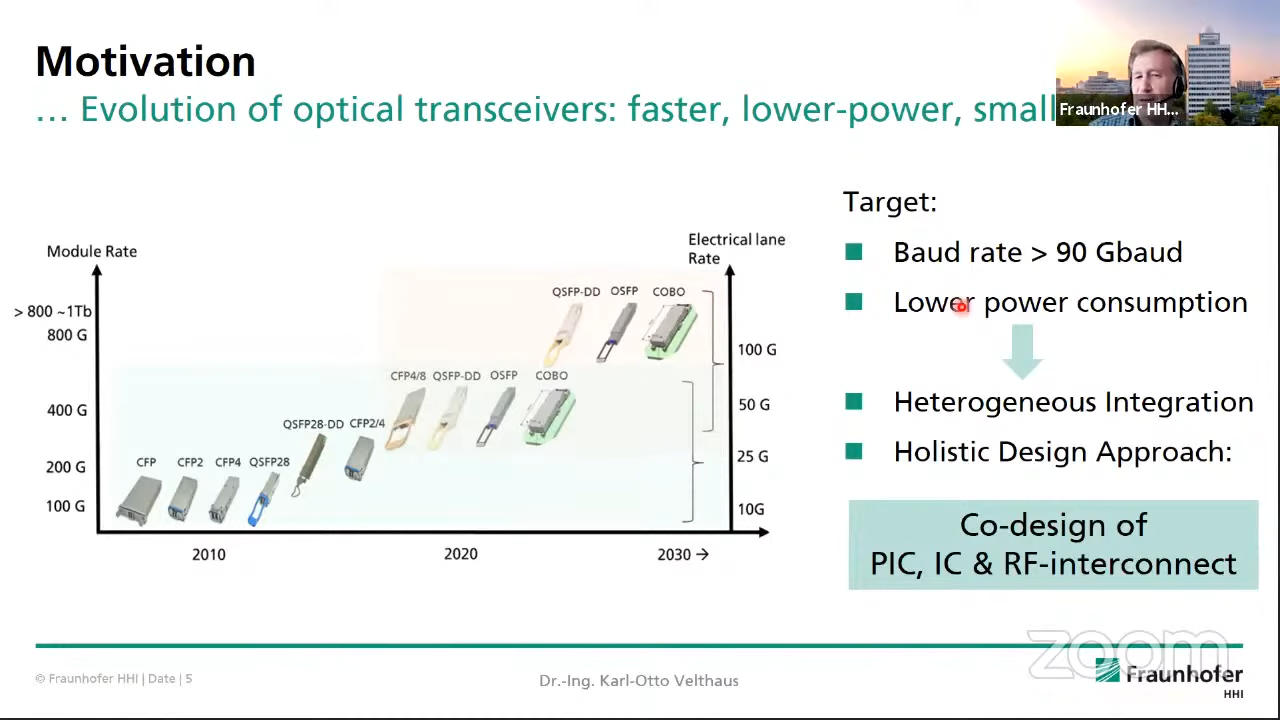 Motivation
... Evolution of optical transceivers: faster, lower-power, small
Fraunhofer HH...
Target:
Baud rate > 90 Gbaud
Lower power consumption
Heterogeneous Integration
Holistic Design Approach:
Co-design of
PIC, IC & RF-interconnect
Module Rate
Electrical lane
Rate
> 800 ~1Tb
800 G
400 G
200 G
100 G
QSFP-DD OSFP COBO
CFP4/8 QSFP-DD OSFP COBO
QSFP28-DD CFP2/4
CFP CFP2 CFP4 QSFP28
100 G
50 G
25 G
10G
2010 2020 2030 →
zoom
© Fraunhofer HHI | Date | 5
Dr.-Ing. Karl-Otto Velthaus
Fraunhofer
HHI